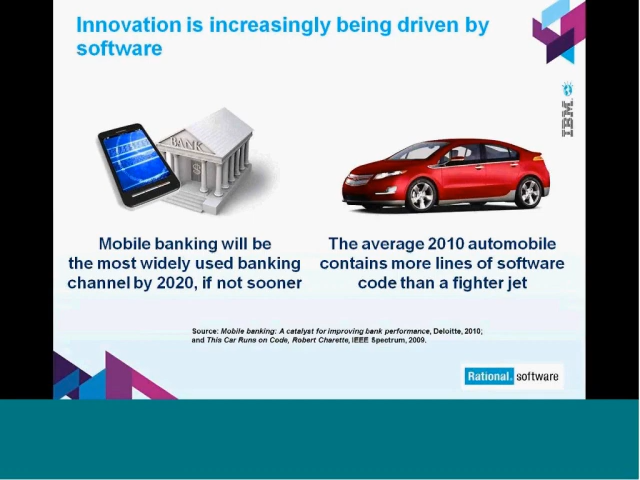 Innovation is increasingly being driven by
software
IBM
BANK
Mobile banking will be
the most widely used banking
channel by 2020, if not sooner
The average 2010 automobile
contains more lines of software
code than a fighter jet
Source: Mobile banking: A catalyst for improving bank performance, Deloitte, 2010;
and This Car Runs on Code, Robert Charette, IEEE Spectrum, 2009.
Rational. software